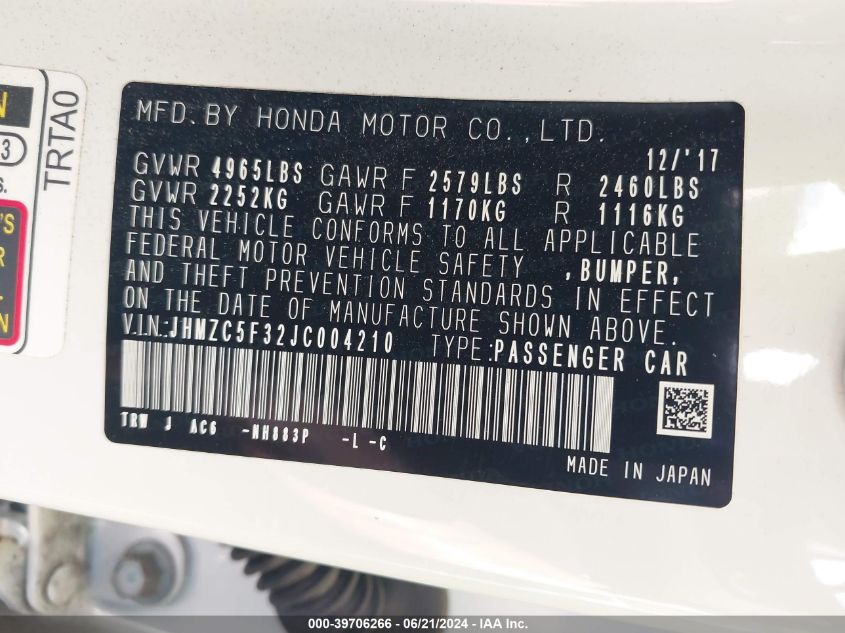 N
3
S.
'S
R
.
N
TRTA0
MFD. BY HONDA MOTOR CO.,LTD.
12/'17
GVWR 4965LBS GAWR F 2579LBS R 2460LBS
GVWR 2252KG GAWR F 1170KG R 1116KG
THIS VEHICLE CONFORMS TO ALL APPLICABLE
FEDERAL MOTOR VEHICLE SAFETY ,BUMPER,
AND THEFT PREVENTION STANDARDS IN EFFECT
ON THE DATE OF MANUFACTURE SHOWN ABOVE.
V.I.N.:JHMZC5F32JC004210 TYPE:PASSENGER CAR
TRW J AC6 -NH883P -L -C
MADE IN JAPAN
000-39706266 - 06/21/2024 - IAA Inc.